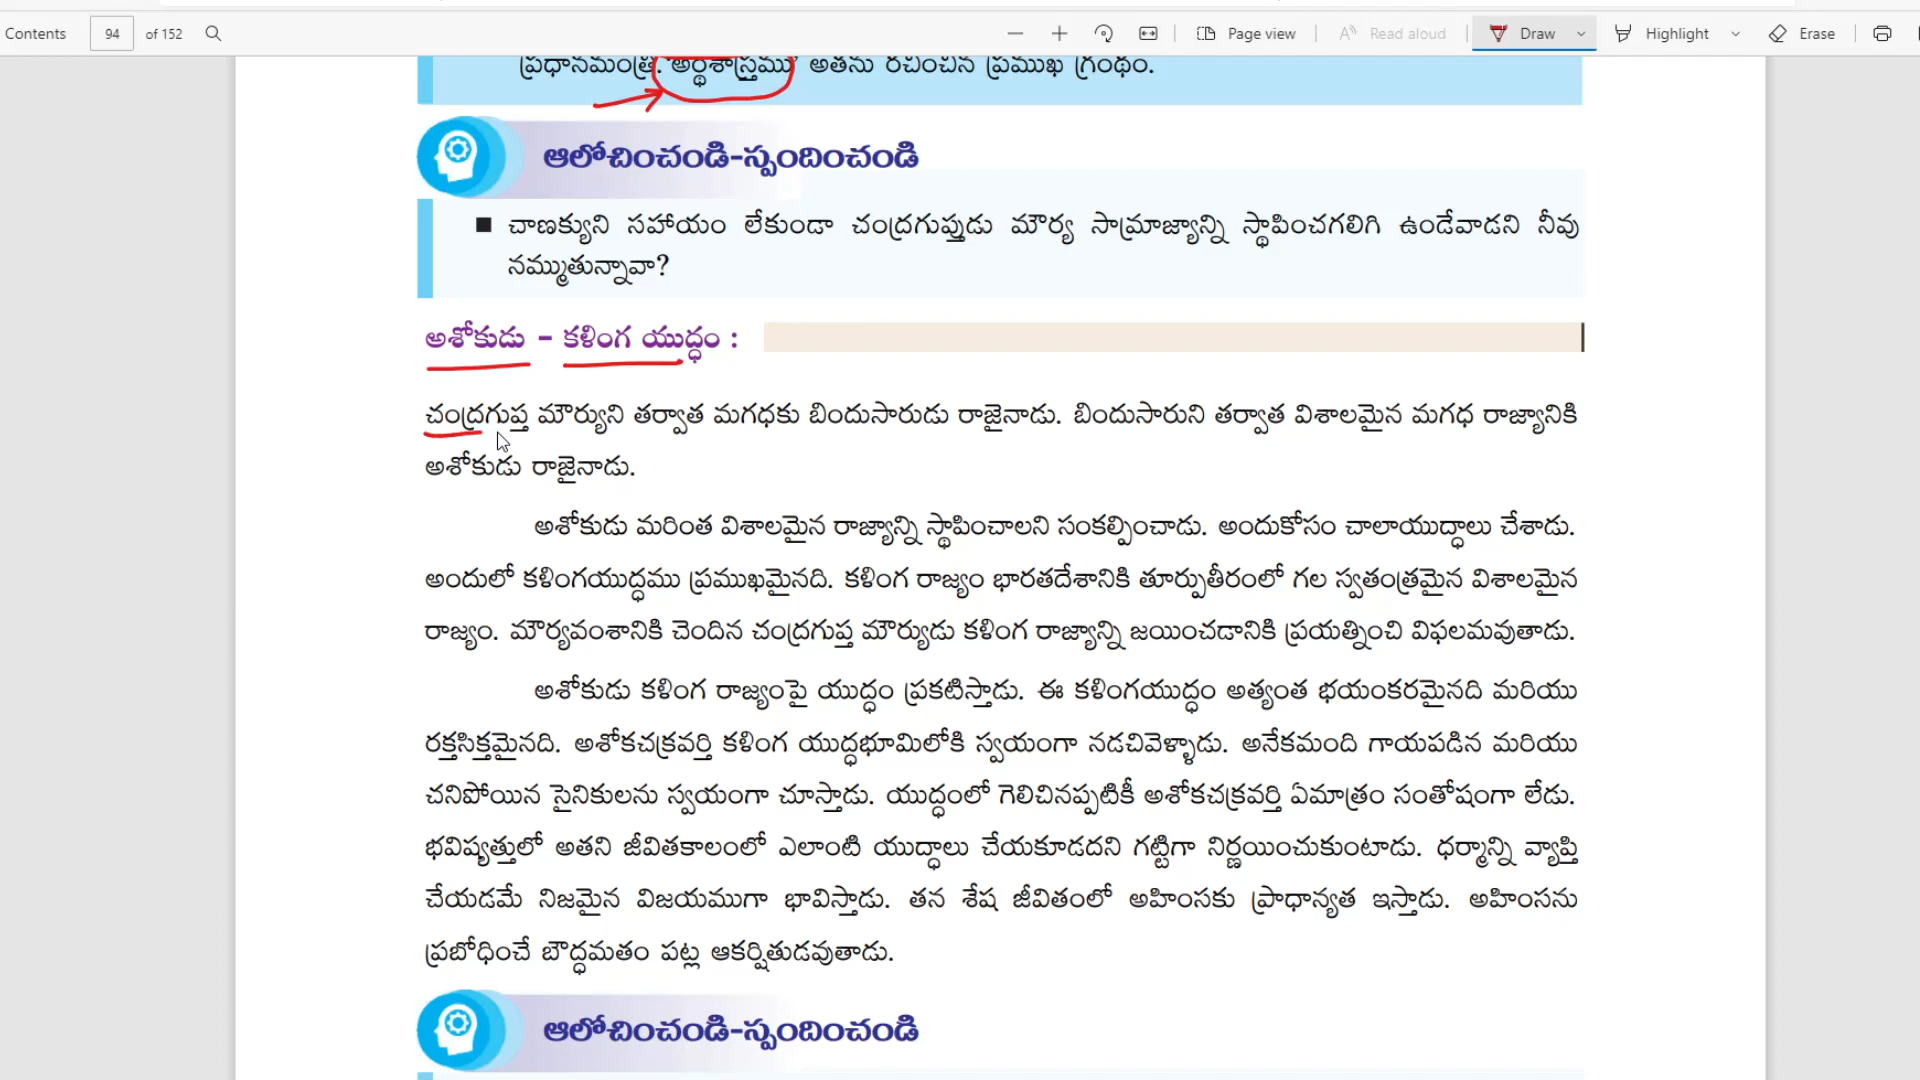 Contents 94 of 152 Page view Read aloud Draw Highlight Erase
ప్రధానమంత్రి. 'అర్థశాస్త్రము' అతను రచించిన ప్రముఖ గ్రంథం.
ఆలోచించండి-స్పందించండి
■ చాణక్యుని సహాయం లేకుండా చంద్రగుప్తుడు మౌర్య సామ్రాజ్యాన్ని స్థాపించగలిగి ఉండేవాడని నీవు
నమ్ముతున్నావా?
అశోకుడు - కళింగ యుద్ధం :
చంద్రగుప్త మౌర్యుని తర్వాత మగధకు బిందుసారుడు రాజైనాడు. బిందుసారుని తర్వాత విశాలమైన మగధ రాజ్యానికి
అశోకుడు రాజైనాడు.
అశోకుడు మరింత విశాలమైన రాజ్యాన్ని స్థాపించాలని సంకల్పించాడు. అందుకోసం చాలాయుద్ధాలు చేశాడు.
అందులో కళింగయుద్ధము ప్రముఖమైనది. కళింగ రాజ్యం భారతదేశానికి తూర్పుతీరంలో గల స్వతంత్రమైన విశాలమైన
రాజ్యం. మౌర్యవంశానికి చెందిన చంద్రగుప్త మౌర్యుడు కళింగ రాజ్యాన్ని జయించడానికి ప్రయత్నించి విఫలమవుతాడు.
అశోకుడు కళింగ రాజ్యంపై యుద్ధం ప్రకటిస్తాడు. ఈ కళింగయుద్ధం అత్యంత భయంకరమైనది మరియు
రక్తసిక్తమైనది. అశోకచక్రవర్తి కళింగ యుద్ధభూమిలోకి స్వయంగా నడచివెళ్ళాడు. అనేకమంది గాయపడిన మరియు
చనిపోయిన సైనికులను స్వయంగా చూస్తాడు. యుద్ధంలో గెలిచినప్పటికీ అశోకచక్రవర్తి ఏమాత్రం సంతోషంగా లేడు.
భవిష్యత్తులో అతని జీవితకాలంలో ఎలాంటి యుద్ధాలు చేయకూడదని గట్టిగా నిర్ణయించుకుంటాడు. ధర్మాన్ని వ్యాప్తి
చేయడమే నిజమైన విజయముగా భావిస్తాడు. తన శేష జీవితంలో అహింసకు ప్రాధాన్యత ఇస్తాడు. అహింసను
ప్రబోధించే బౌద్ధమతం పట్ల ఆకర్షితుడవుతాడు.
ఆలోచించండి-స్పందించండి